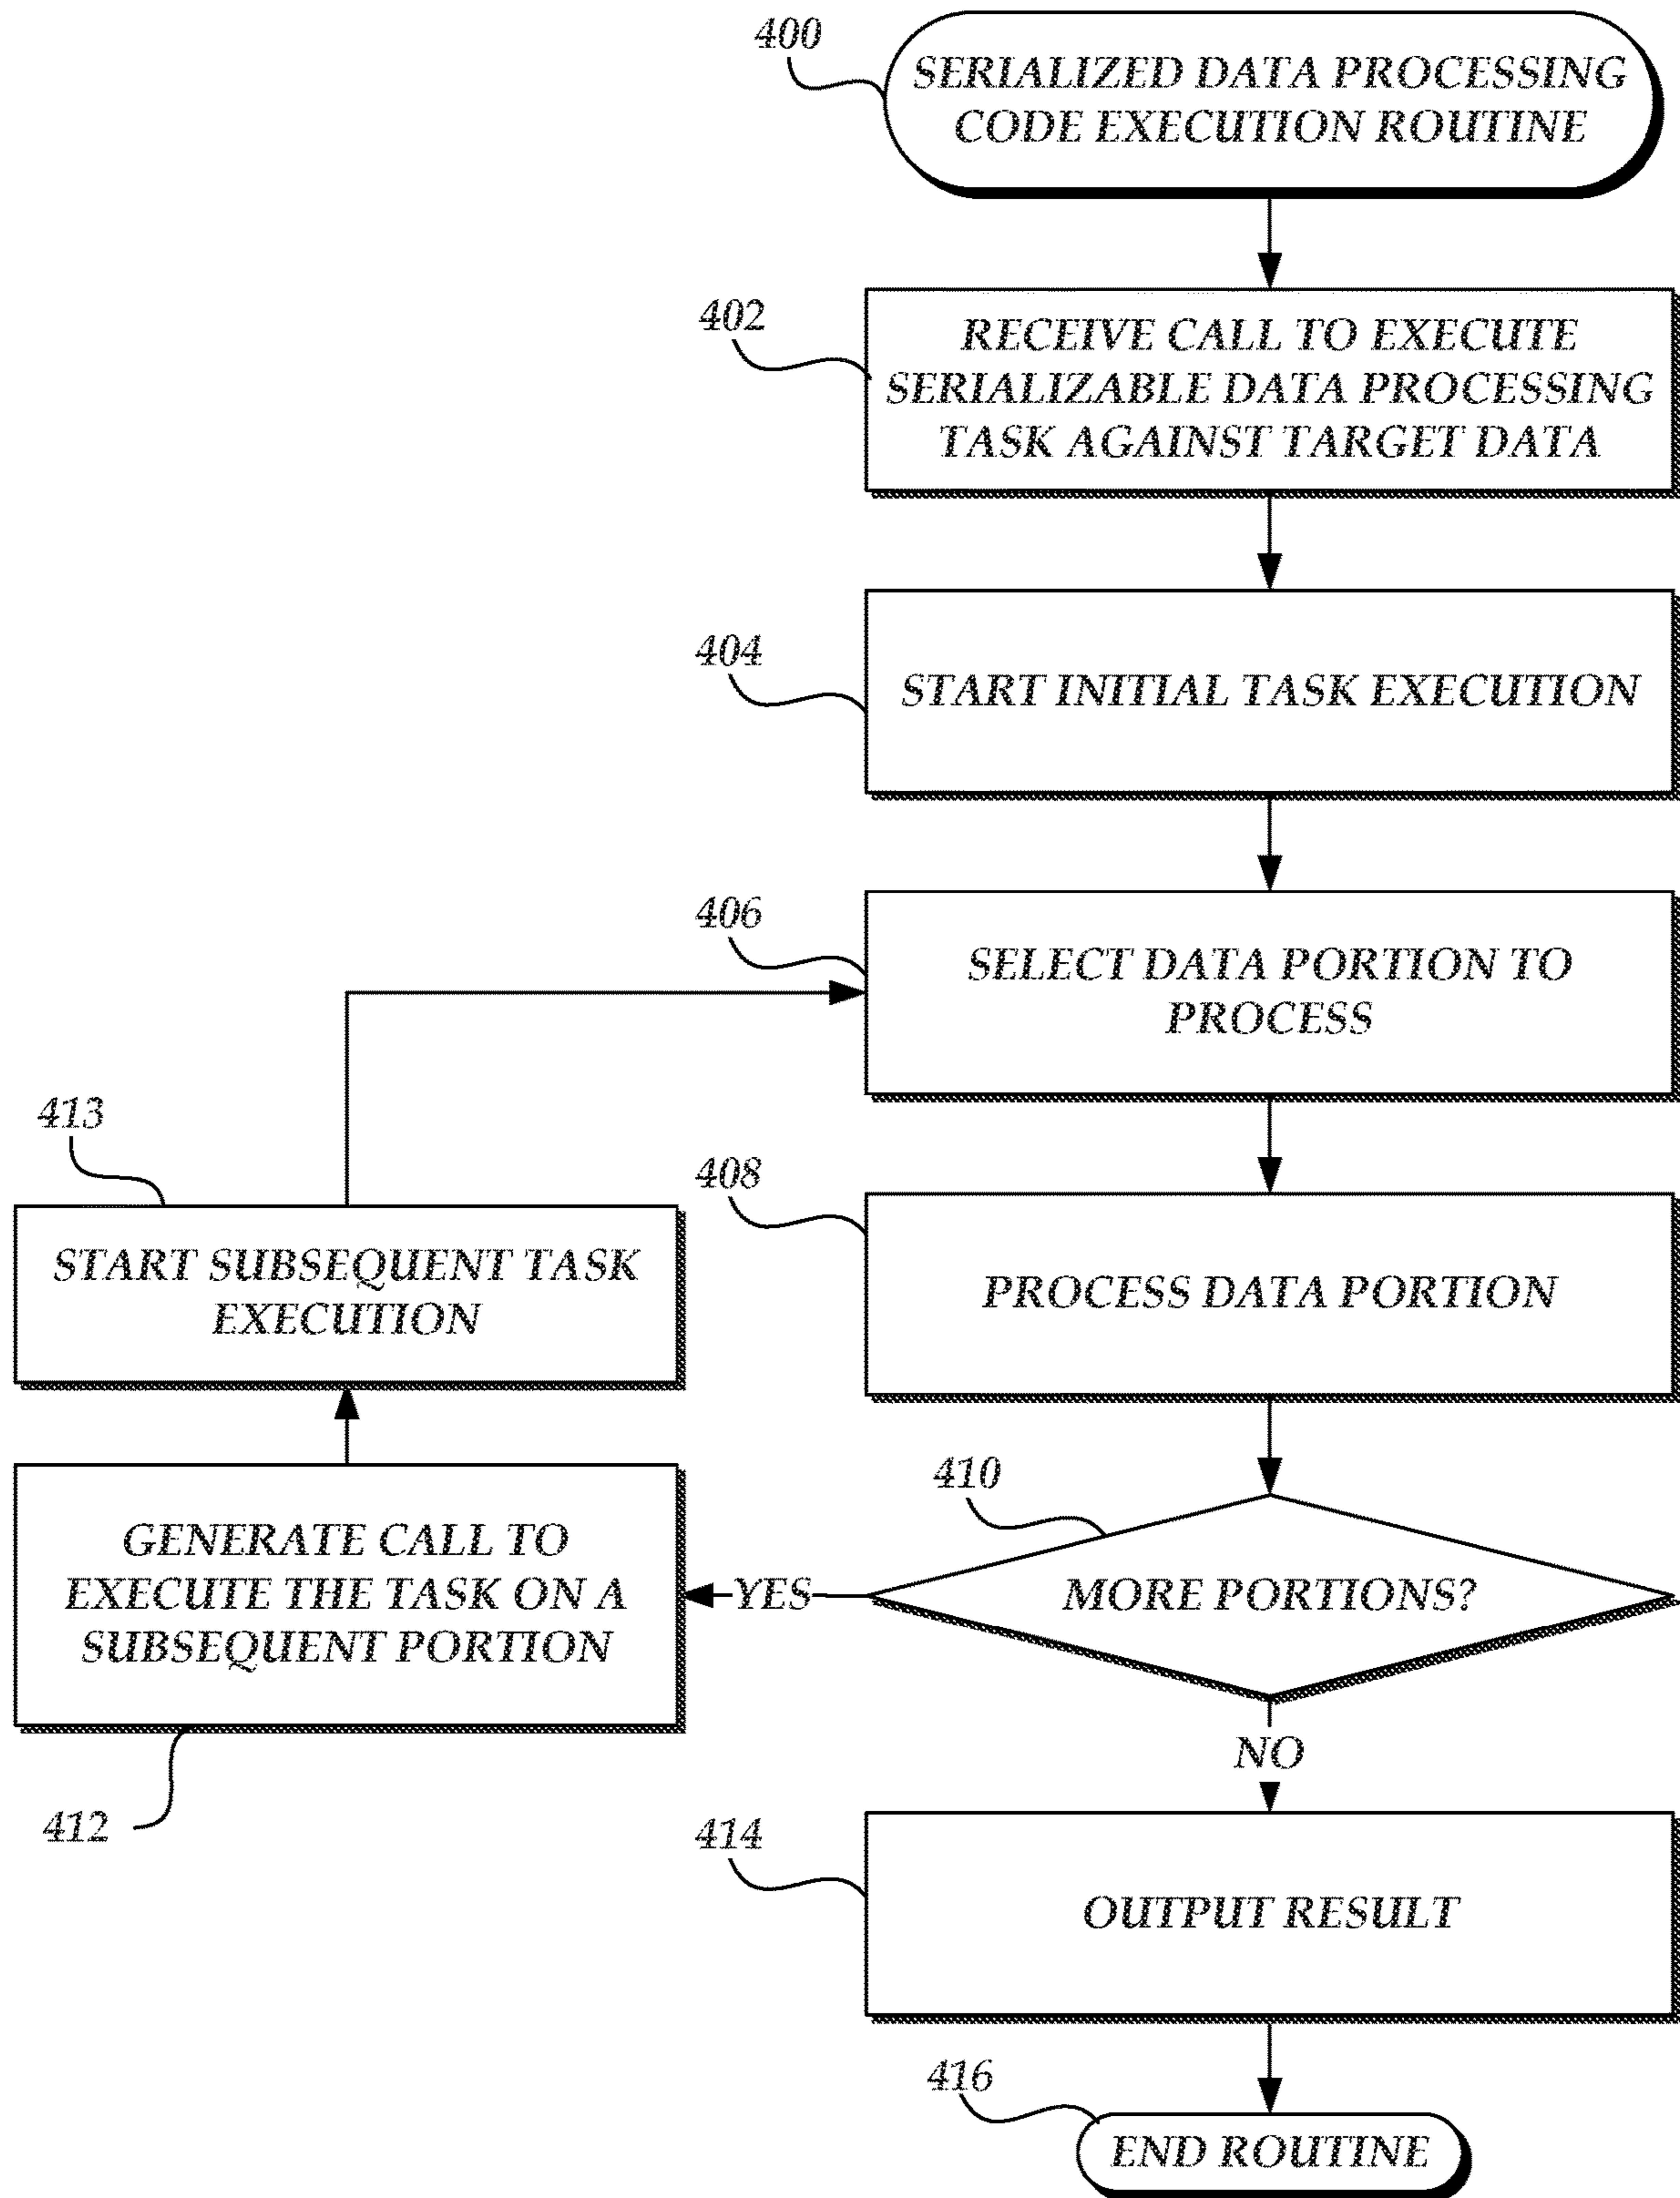 400
SERIALIZED DATA PROCESSING
CODE EXECUTION ROUTINE
402
RECEIVE CALL TO EXECUTE
SERIALIZABLE DATA PROCESSING
TASK AGAINST TARGET DATA
404
START INITIAL TASK EXECUTION
406
SELECT DATA PORTION TO
PROCESS
408
PROCESS DATA PORTION
410
MORE PORTIONS?
YES
GENERATE CALL TO
EXECUTE THE TASK ON A
SUBSEQUENT PORTION
412
413
START SUBSEQUENT TASK
EXECUTION
NO
414
OUTPUT RESULT
416
END ROUTINE